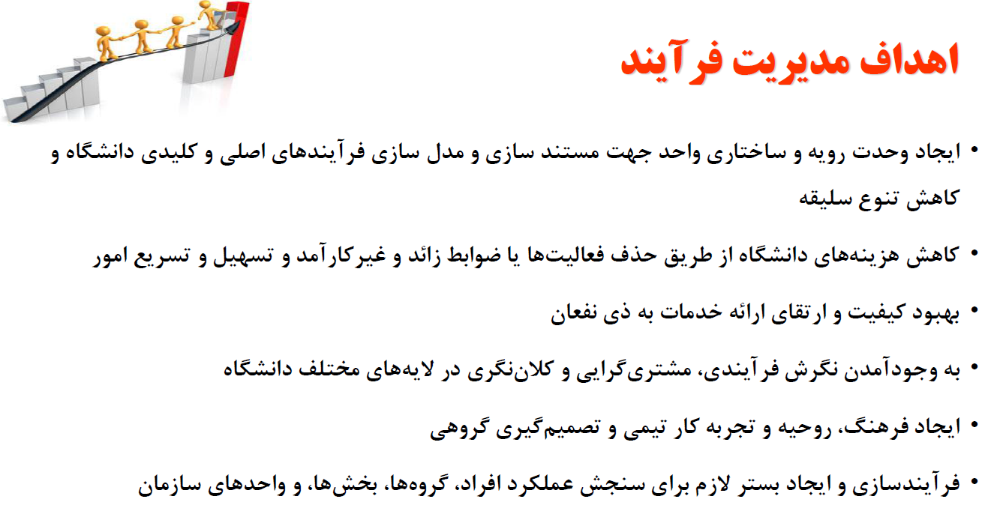 اهداف مدیریت فرآیند
• ایجاد وحدت رویه و ساختاری واحد جهت مستند سازی و مدل سازی فرآیندهای اصلی و کلیدی دانشگاه و
کاهش تنوع سلیقه
• کاهش هزینه‌های دانشگاه از طریق حذف فعالیت‌ها یا ضوابط زائد و غیرکارآمد و تسهیل و تسریع امور
• بهبود کیفیت و ارتقای ارائه خدمات به ذی نفعان
• به وجودآمدن نگرش فرآیندی، مشتری‌گرایی و کلان‌نگری در لایه‌های مختلف دانشگاه
• ایجاد فرهنگ، روحیه و تجربه کار تیمی و تصمیم‌گیری گروهی
• فرآیندسازی و ایجاد بستر لازم برای سنجش عملکرد افراد، گروه‌ها، بخش‌ها، و واحدهای سازمان